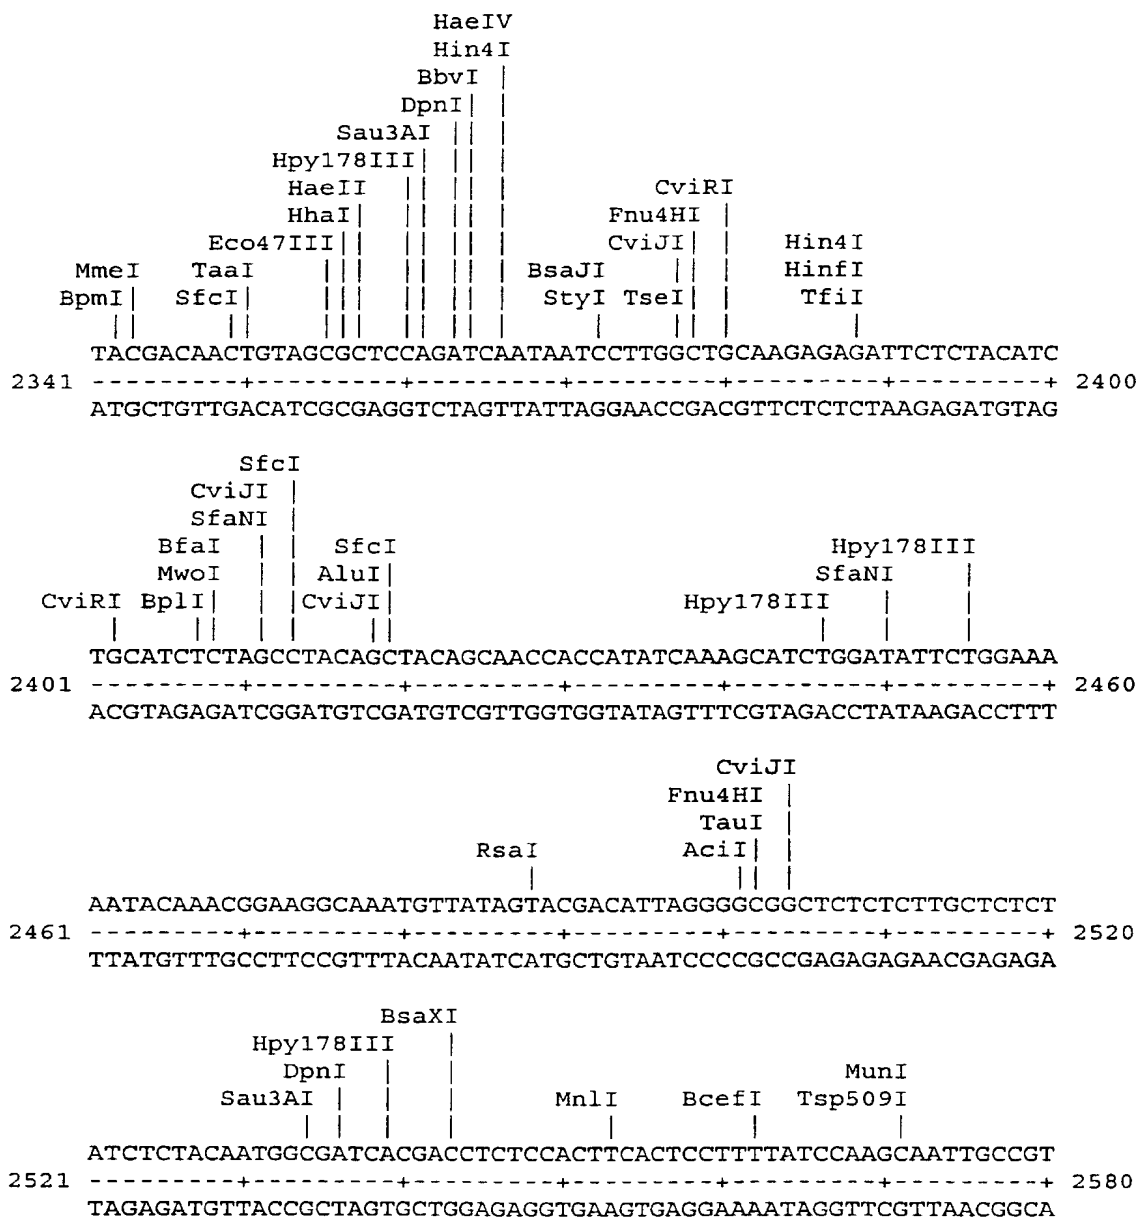 HaeIV
Hin4I
BbvI |
DpnI| |
Sau3AI || |
Hpy178III| || |
HaeII || || | CviRI
HhaI| || || | Fnu4HI |
Eco47III|| || || | CviJI| | Hin4I
MmeI TaaI ||| || || | BsaJI || | HinfI
BpmI| SfcI| ||| || || | StyI TseI|| | TfiI
|| || ||| || || | | || | |
TACGACAACTGTAGCGCTCCAGATCAATAATCCTTGGCTGCAAGAGAGATTCTCTACATC
2341 ---------+---------+---------+---------+---------+---------+ 2400
ATGCTGTTGACATCGCGAGGTCTAGTTATTAGGAACCGACGTTCTCTCTAAGAGATGTAG
SfcI
CviJI |
SfaNI |
BfaI | | SfcI Hpy178III
MwoI | | AluI| SfaNI |
CviRI BplI| | | CviJI| Hpy178III | |
| || | | || | | |
TGCATCTCTAGCCTACAGCTACAGCAACCACCATATCAAAGCATCTGGATATTCTGGAAA
2401 ---------+---------+---------+---------+---------+---------+ 2460
ACGTAGAGATCGGATGTCGATGTCGTTGGTGGTATAGTTTCGTAGACCTATAAGACCTTT
CviJI
Fnu4HI |
TauI |
RsaI AciI| |
| || |
AATACAAACGGAAGGCAAATGTTATAGTACGACATTAGGGGCGGCTCTCTCTTGCTCTCT
2461 ---------+---------+---------+---------+---------+---------+ 2520
TTATGTTTGCCTTCCGTTTACAATATCATGCTGTAATCCCCGCCGAGAGAGAACGAGAGA
BsaXI
Hpy178III |
DpnI | | MunI
Sau3AI | | | MnlI BcefI Tsp509I
| | | | | | |
ATCTCTACAATGGCGATCACGACCTCTCCACTTCACTCCTTTTATCCAAGCAATTGCCGT
2521 ---------+---------+---------+---------+---------+---------+ 2580
TAGAGATGTTACCGCTAGTGCTGGAGAGGTGAAGTGAGGAAAATAGGTTCGTTAACGGCA